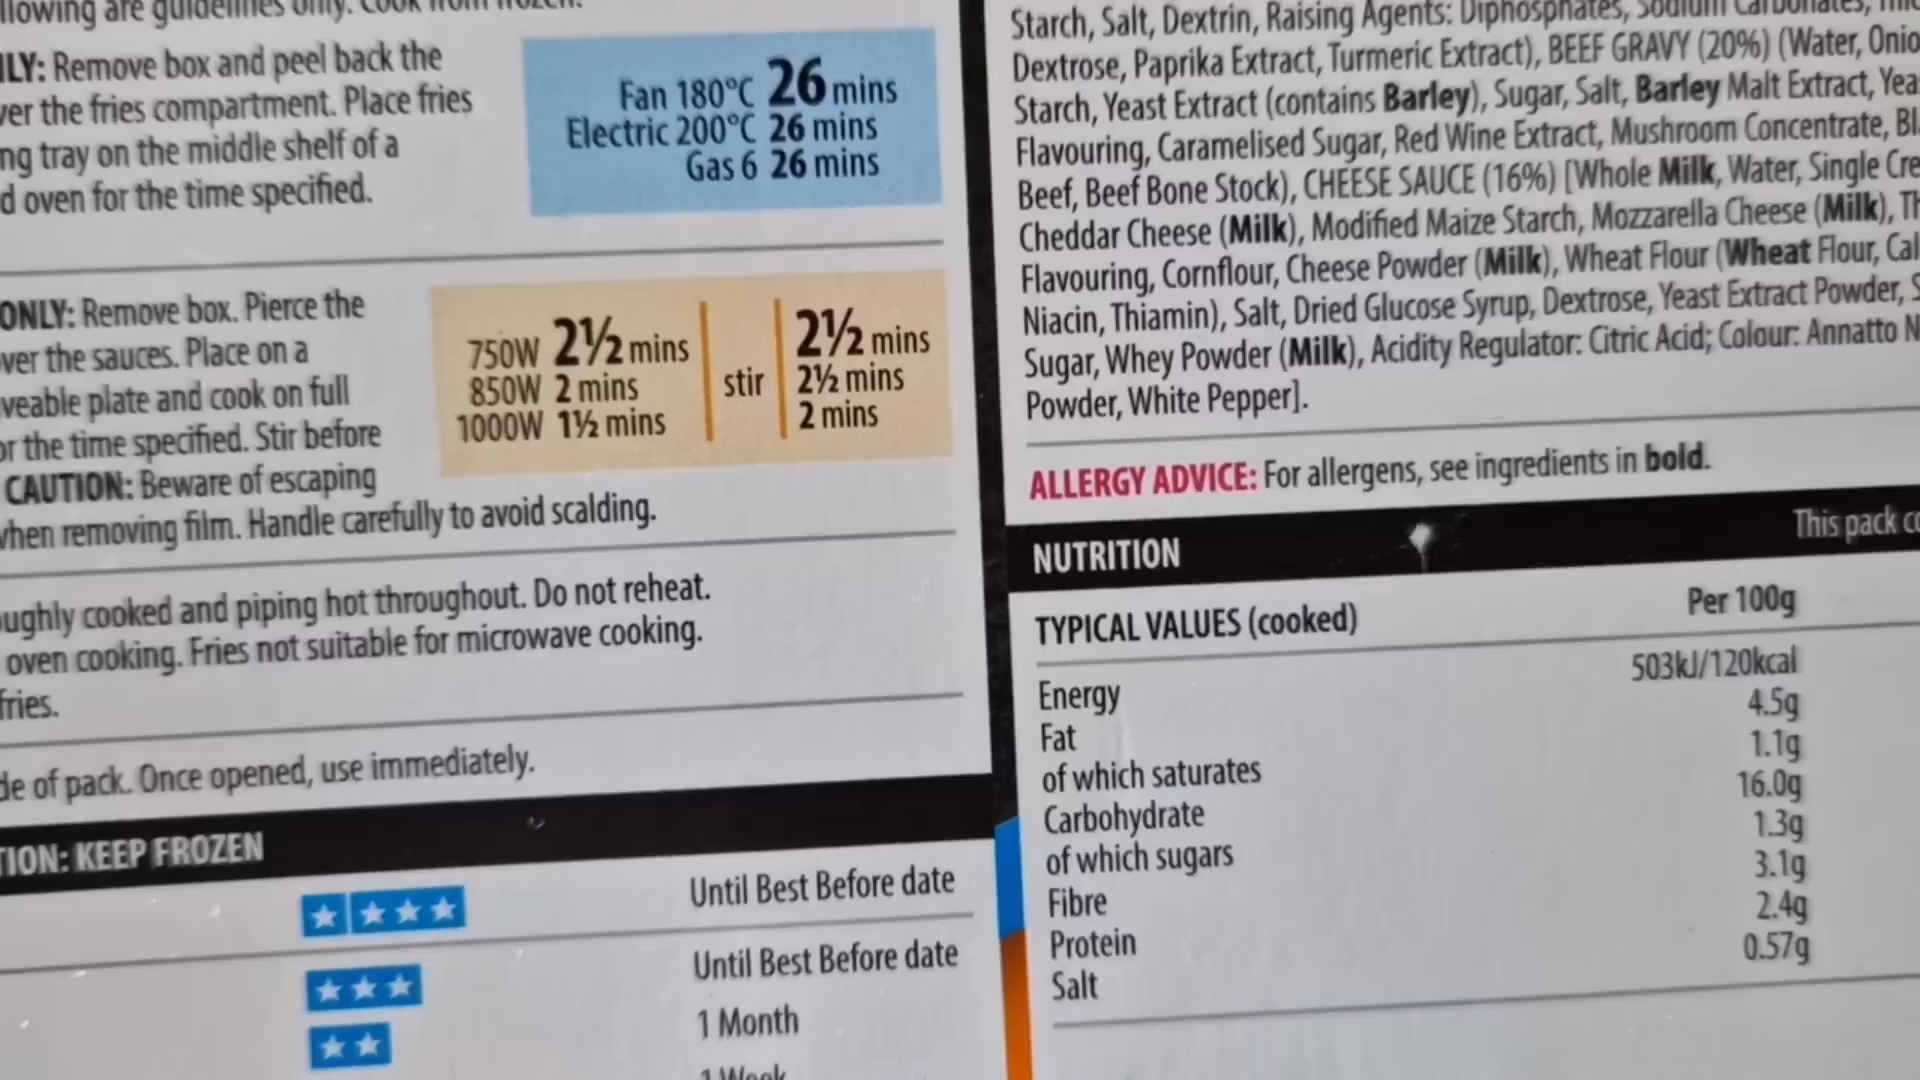 llowing are guidelines only. Cook from frozen.
Remove box and peel back the
the fries compartment. Place fries
tray on the middle shelf of a
oven for the time specified.
Fan 180°C 26 mins
Electric 200°C 26 mins
Gas 6 26 mins
ONLY: Remove box. Pierce the
the sauces. Place on a
plate and cook on full
the time specified. Stir before
CAUTION: Beware of escaping
when removing film. Handle carefully to avoid scalding.
750W 2½ mins
850W 2 mins
1000W 1½ mins
stir
2½ mins
2½ mins
2 mins
cooked and piping hot throughout. Do not reheat.
oven cooking. Fries not suitable for microwave cooking.
fries.
of pack. Once opened, use immediately.
TION: KEEP FROZEN
Until Best Before date
Until Best Before date
1 Month
1 Week
Starch, Salt, Dextrin, Raising Agents: Diphosphates, Sodium Carbonates,
Dextrose, Paprika Extract, Turmeric Extract), BEEF GRAVY (20%) (Water, Onio
Starch, Yeast Extract (contains Barley), Sugar, Salt, Barley Malt Extract, Yea
Flavouring, Caramelised Sugar, Red Wine Extract, Mushroom Concentrate, Bl
Beef, Beef Bone Stock), CHEESE SAUCE (16%) [Whole Milk, Water, Single Cre
Cheddar Cheese (Milk), Modified Maize Starch, Mozzarella Cheese (Milk), Th
Flavouring, Cornflour, Cheese Powder (Milk), Wheat Flour (Wheat Flour, Cal
Niacin, Thiamin), Salt, Dried Glucose Syrup, Dextrose, Yeast Extract Powder, S
Sugar, Whey Powder (Milk), Acidity Regulator: Citric Acid; Colour: Annatto N
Powder, White Pepper].
ALLERGY ADVICE: For allergens, see ingredients in bold.
NUTRITION
This pack co
TYPICAL VALUES (cooked) Per 100g
Energy 503kJ/120kcal
Fat 4.5g
of which saturates 1.1g
Carbohydrate 16.0g
of which sugars 1.3g
Fibre 3.1g
Protein 2.4g
Salt 0.57g